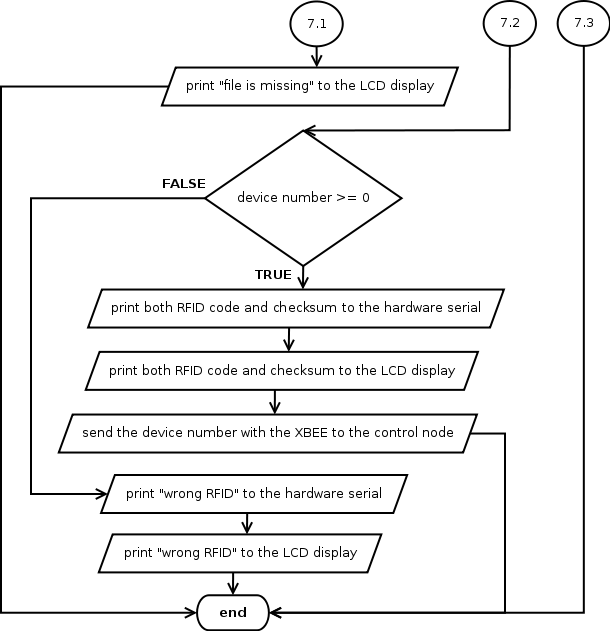 7.1
7.2
7.3
print "file is missing" to the LCD display
FALSE
device number >= 0
TRUE
print both RFID code and checksum to the hardware serial
print both RFID code and checksum to the LCD display
send the device number with the XBEE to the control node
print "wrong RFID" to the hardware serial
print "wrong RFID" to the LCD display
end